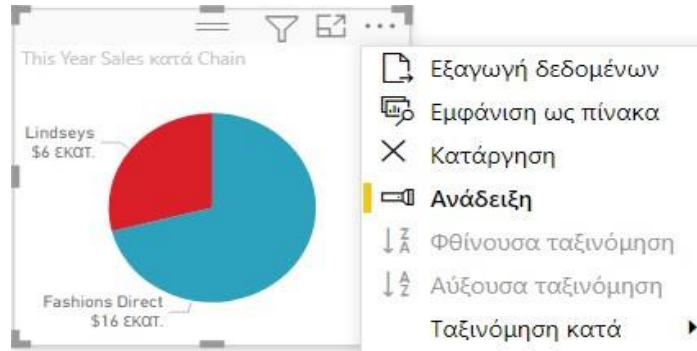 This Year Sales κατά Chain
Lindseys
$6 εκατ.
Fashions Direct
$16 εκατ.
Εξαγωγή δεδομένων
Εμφάνιση ως πίνακα
Κατάργηση
Ανάδειξη
Φθίνουσα ταξινόμηση
Αύξουσα ταξινόμηση
Ταξινόμηση κατά